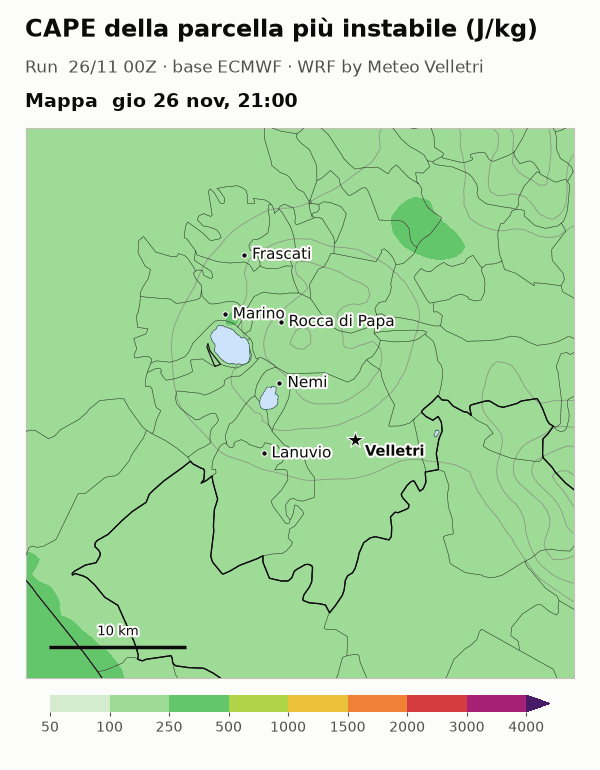 CAPE della parcella più instabile (J/kg)
Run  26/11 00Z · base ECMWF · WRF by Meteo Velletri
Mappa  gio 26 nov, 21:00
Frascati
Marino
Rocca di Papa
Nemi
Velletri
Lanuvio
10 km
50 100 250 500 1000 1500 2000 3000 4000